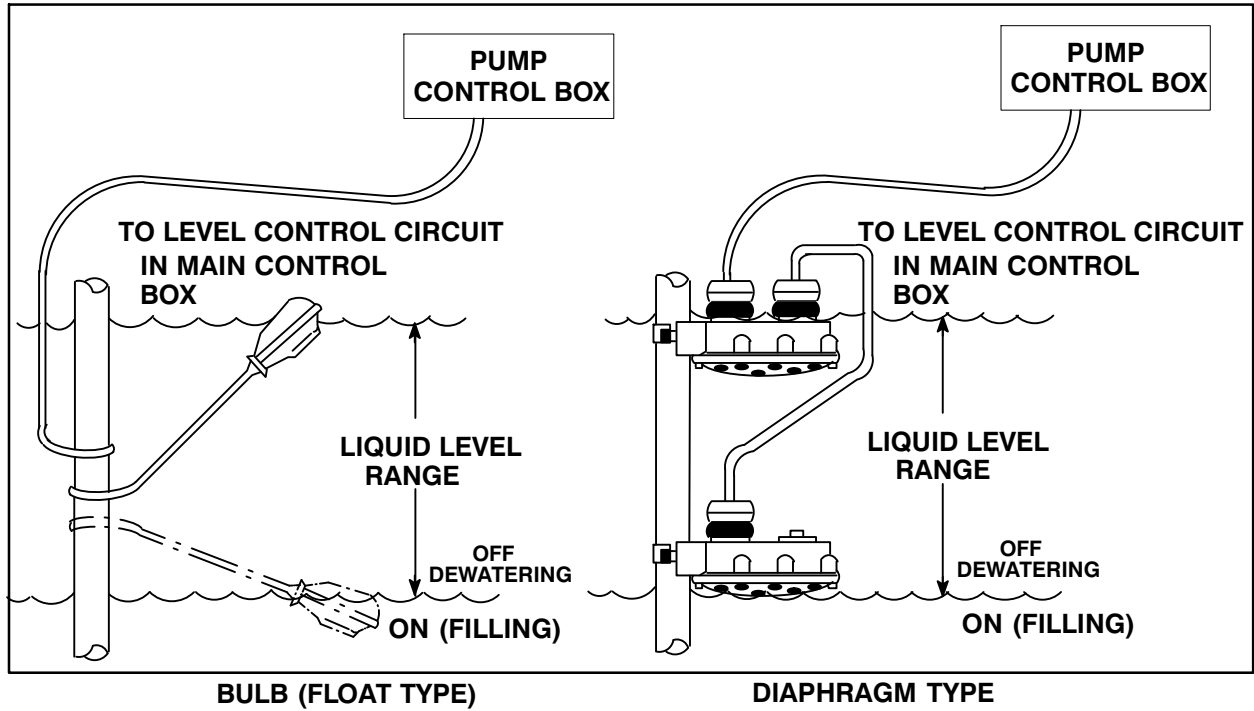 PUMP
CONTROL BOX
TO LEVEL CONTROL CIRCUIT
IN MAIN CONTROL
BOX
LIQUID LEVEL
RANGE
OFF
DEWATERING
ON (FILLING)
BULB (FLOAT TYPE)
PUMP
CONTROL BOX
TO LEVEL CONTROL CIRCUIT
IN MAIN CONTROL
BOX
LIQUID LEVEL
RANGE
OFF
DEWATERING
ON (FILLING)
DIAPHRAGM TYPE